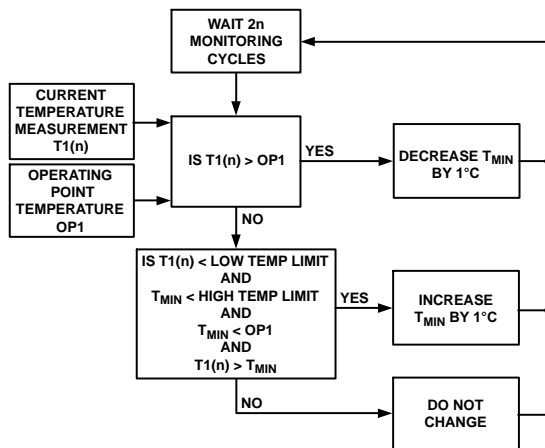 WAIT 2n
MONITORING
CYCLES
CURRENT
TEMPERATURE
MEASUREMENT
T1(n)
OPERATING
POINT
TEMPERATURE
OP1
IS T1(n) > OP1
YES
DECREASE TMIN
BY 1°C
NO
IS T1(n) < LOW TEMP LIMIT
AND
TMIN < HIGH TEMP LIMIT
AND
TMIN < OP1
AND
T1(n) > TMIN
YES
INCREASE
TMIN BY 1°C
NO
DO NOT
CHANGE